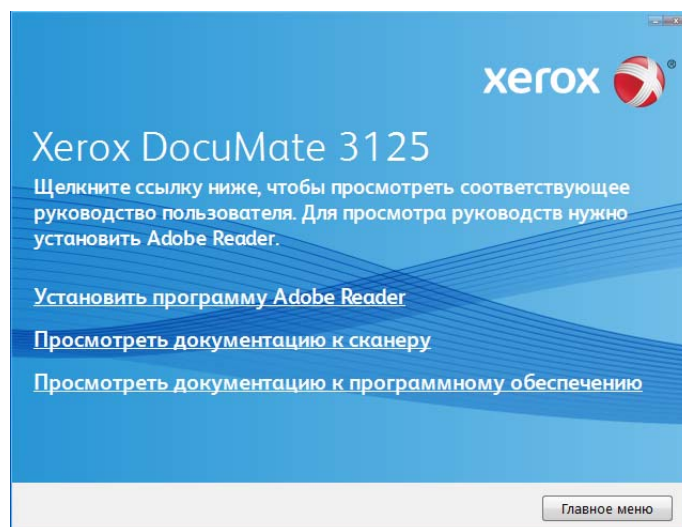 xerox
Xerox DocuMate 3125
Щелкните ссылку ниже, чтобы просмотреть соответствующее
руководство пользователя. Для просмотра руководств нужно
установить Adobe Reader.
Установить программу Adobe Reader
Просмотреть документацию к сканеру
Просмотреть документацию к программному обеспечению
Главное меню